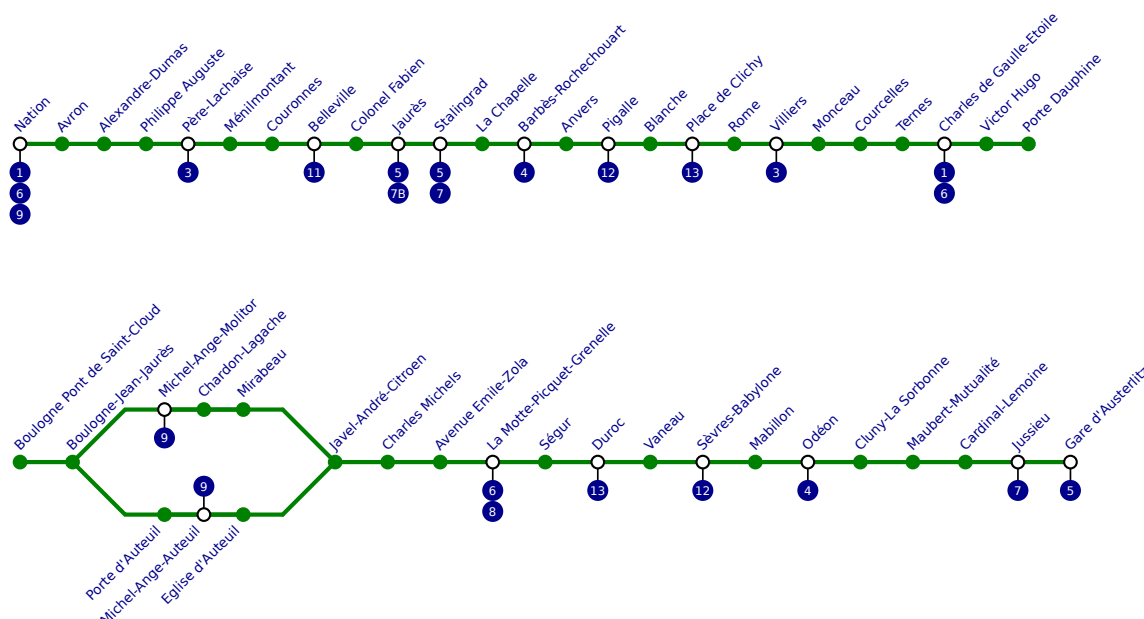 Nation
Avron
Alexandre-Dumas
Philippe Auguste
Père-Lachaise
Ménilmontant
Couronnes
Belleville
Colonel Fabien
Jaurès
Stalingrad
La Chapelle
Barbès-Rochechouart
Anvers
Pigalle
Blanche
Place de Clichy
Rome
Villiers
Monceau
Courcelles
Ternes
Charles de Gaulle-Etoile
Victor Hugo
Porte Dauphine
1
6
9
3
11
5
7B
5
7
4
12
13
3
1
6
Boulogne Pont de Saint-Cloud
Boulogne-Jean-Jaurès
Michel-Ange-Molitor
Chardon-Lagache
Mirabeau
Javel-André-Citroen
Charles Michels
Avenue Emile-Zola
La Motte-Picquet-Grenelle
Ségur
Duroc
Vaneau
Sèvres-Babylone
Mabillon
Odéon
Cluny-La Sorbonne
Maubert-Mutualité
Cardinal-Lemoine
Jussieu
Gare d'Austerlitz
9
9
6
8
13
12
4
7
5
Porte d'Auteuil
Michel-Ange-Auteuil
Eglise d'Auteuil